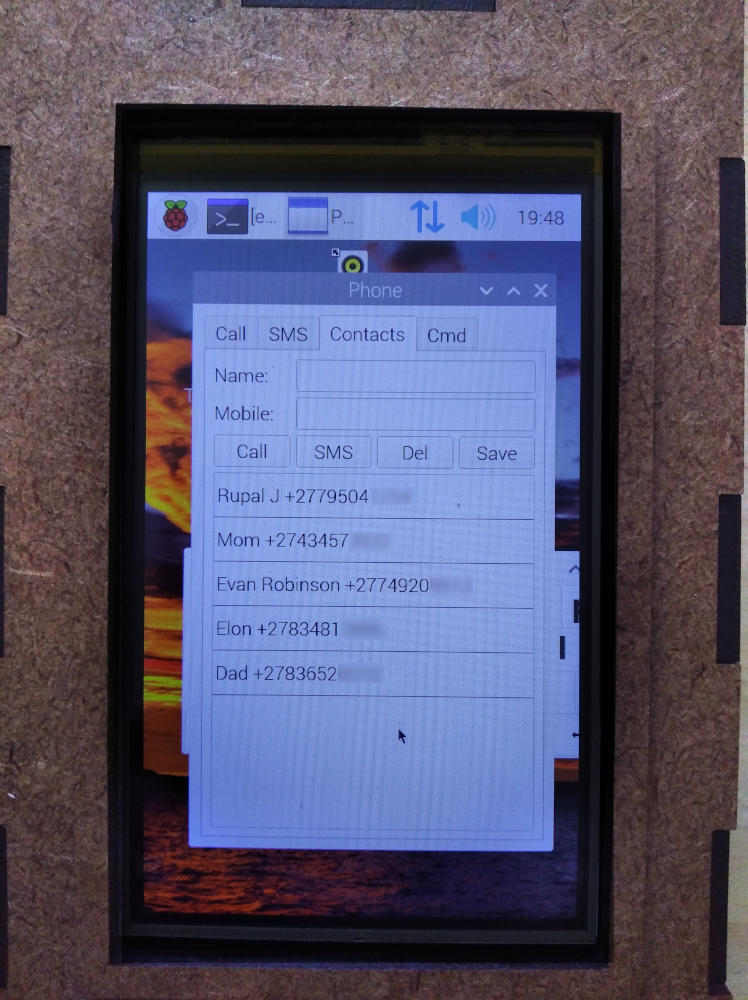 [e... P... 19:48
Phone
Call SMS Contacts Cmd
Name:
Mobile:
Call SMS Del Save
Rupal J +2779504
Mom +2743457
Evan Robinson +2774920
Elon +2783481
Dad +2783652